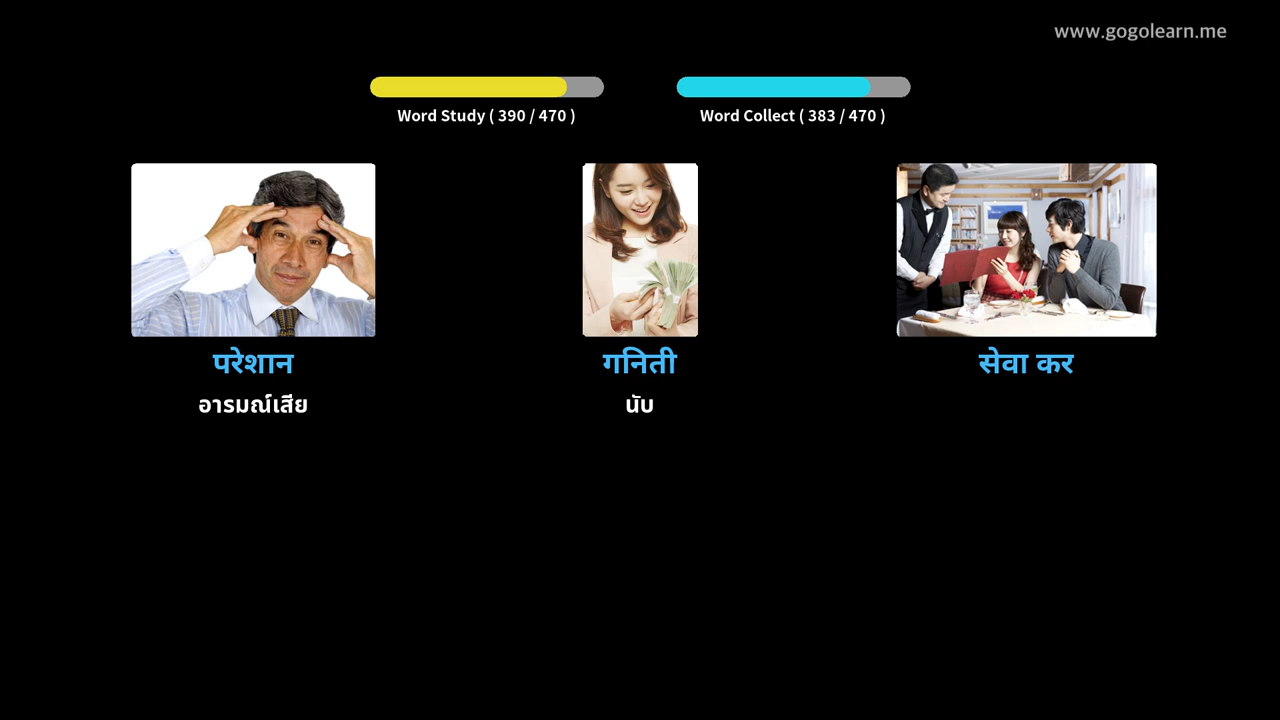 www.gogolearn.me
Word Study ( 390 / 470 )
Word Collect ( 383 / 470 )
परेशान
गनिती
सेवा कर
อารมณ์เสีย
นับ